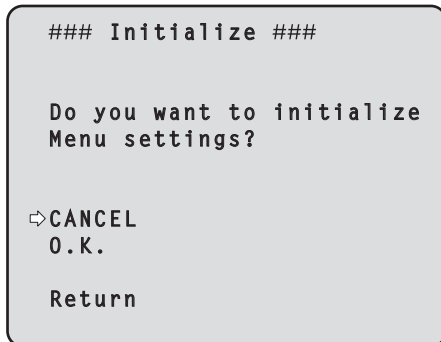 ### Initialize ###
Do you want to initialize
Menu settings?
⇨CANCEL
O.K.
Return